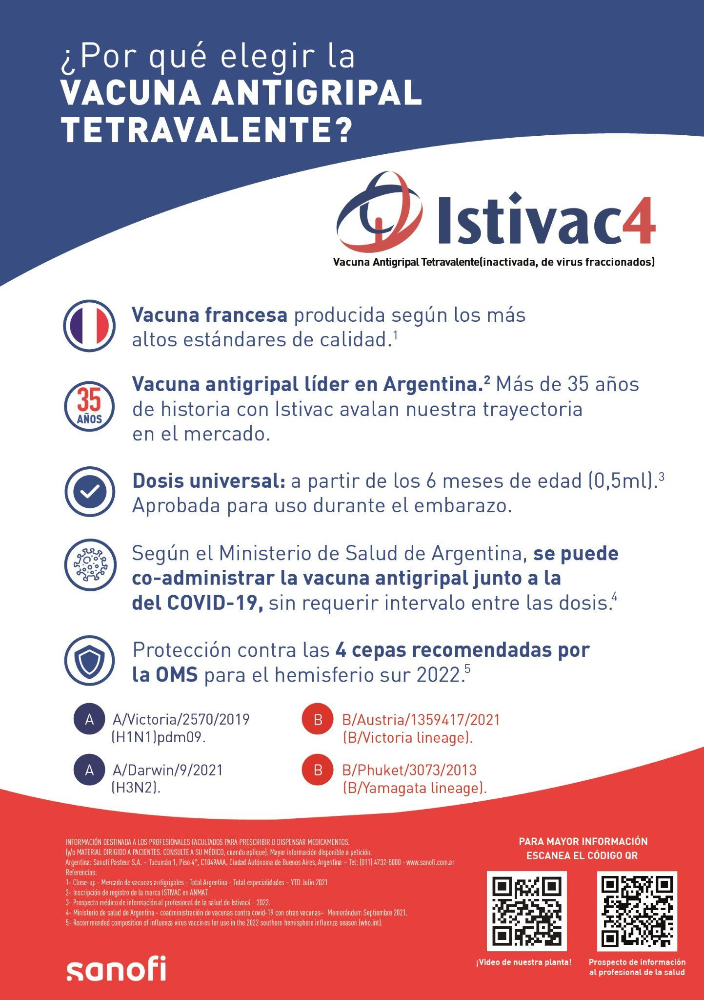 ¿Por qué elegir la
VACUNA ANTIGRIPAL
TETRAVALENTE?
Istivac4
Vacuna Antigripal Tetravalente(inactivada, de virus fraccionados)
Vacuna francesa producida según los más
altos estándares de calidad.¹
35
AÑOS
Vacuna antigripal líder en Argentina.² Más de 35 años
de historia con Istivac avalan nuestra trayectoria
en el mercado.
Dosis universal: a partir de los 6 meses de edad (0,5ml).³
Aprobada para uso durante el embarazo.
Según el Ministerio de Salud de Argentina, se puede
co-administrar la vacuna antigripal junto a la
del COVID-19, sin requerir intervalo entre las dosis.⁴
Protección contra las 4 cepas recomendadas por
la OMS para el hemisferio sur 2022.⁵
A A/Victoria/2570/2019
(H1N1)pdm09.
B B/Austria/1359417/2021
(B/Victoria lineage).
A A/Darwin/9/2021
(H3N2).
B B/Phuket/3073/2013
(B/Yamagata lineage).
INFORMACIÓN DESTINADA A LOS PROFESIONALES FACULTADOS PARA PRESCRIBIR O DISPENSAR MEDICAMENTOS.
(y/o MATERIAL DIRIGIDO A PACIENTES. CONSULTE A SU MÉDICO, cuando aplique). Mayor información disponible a petición.
Argentina: Sanofi Pasteur S.A. – Tucumán 1, Piso 4°, C1049AAA, Ciudad Autónoma de Buenos Aires, Argentina – Tel: (011) 4732-5000 - www.sanofi.com.ar
Referencias:
1- Close-up - Mercado de vacunas antigripales - Total Argentina - Total especialidades – YTD Julio 2021
2- Inscripción de registro de la marca ISTIVAC en ANMAT.
3- Prospecto médico de información al profesional de la salud de Istivac4 - 2022.
4- Ministerio de salud de Argentina - coadministración de vacunas contra covid-19 con otras vacunas– Memorándum Septiembre 2021.
5- Recommended composition of influenza virus vaccines for use in the 2022 southern hemisphere influenza season (who.int).
sanofi
PARA MAYOR INFORMACIÓN
ESCANEA EL CÓDIGO QR
¡Video de nuestra planta!
Prospecto de información
al profesional de la salud